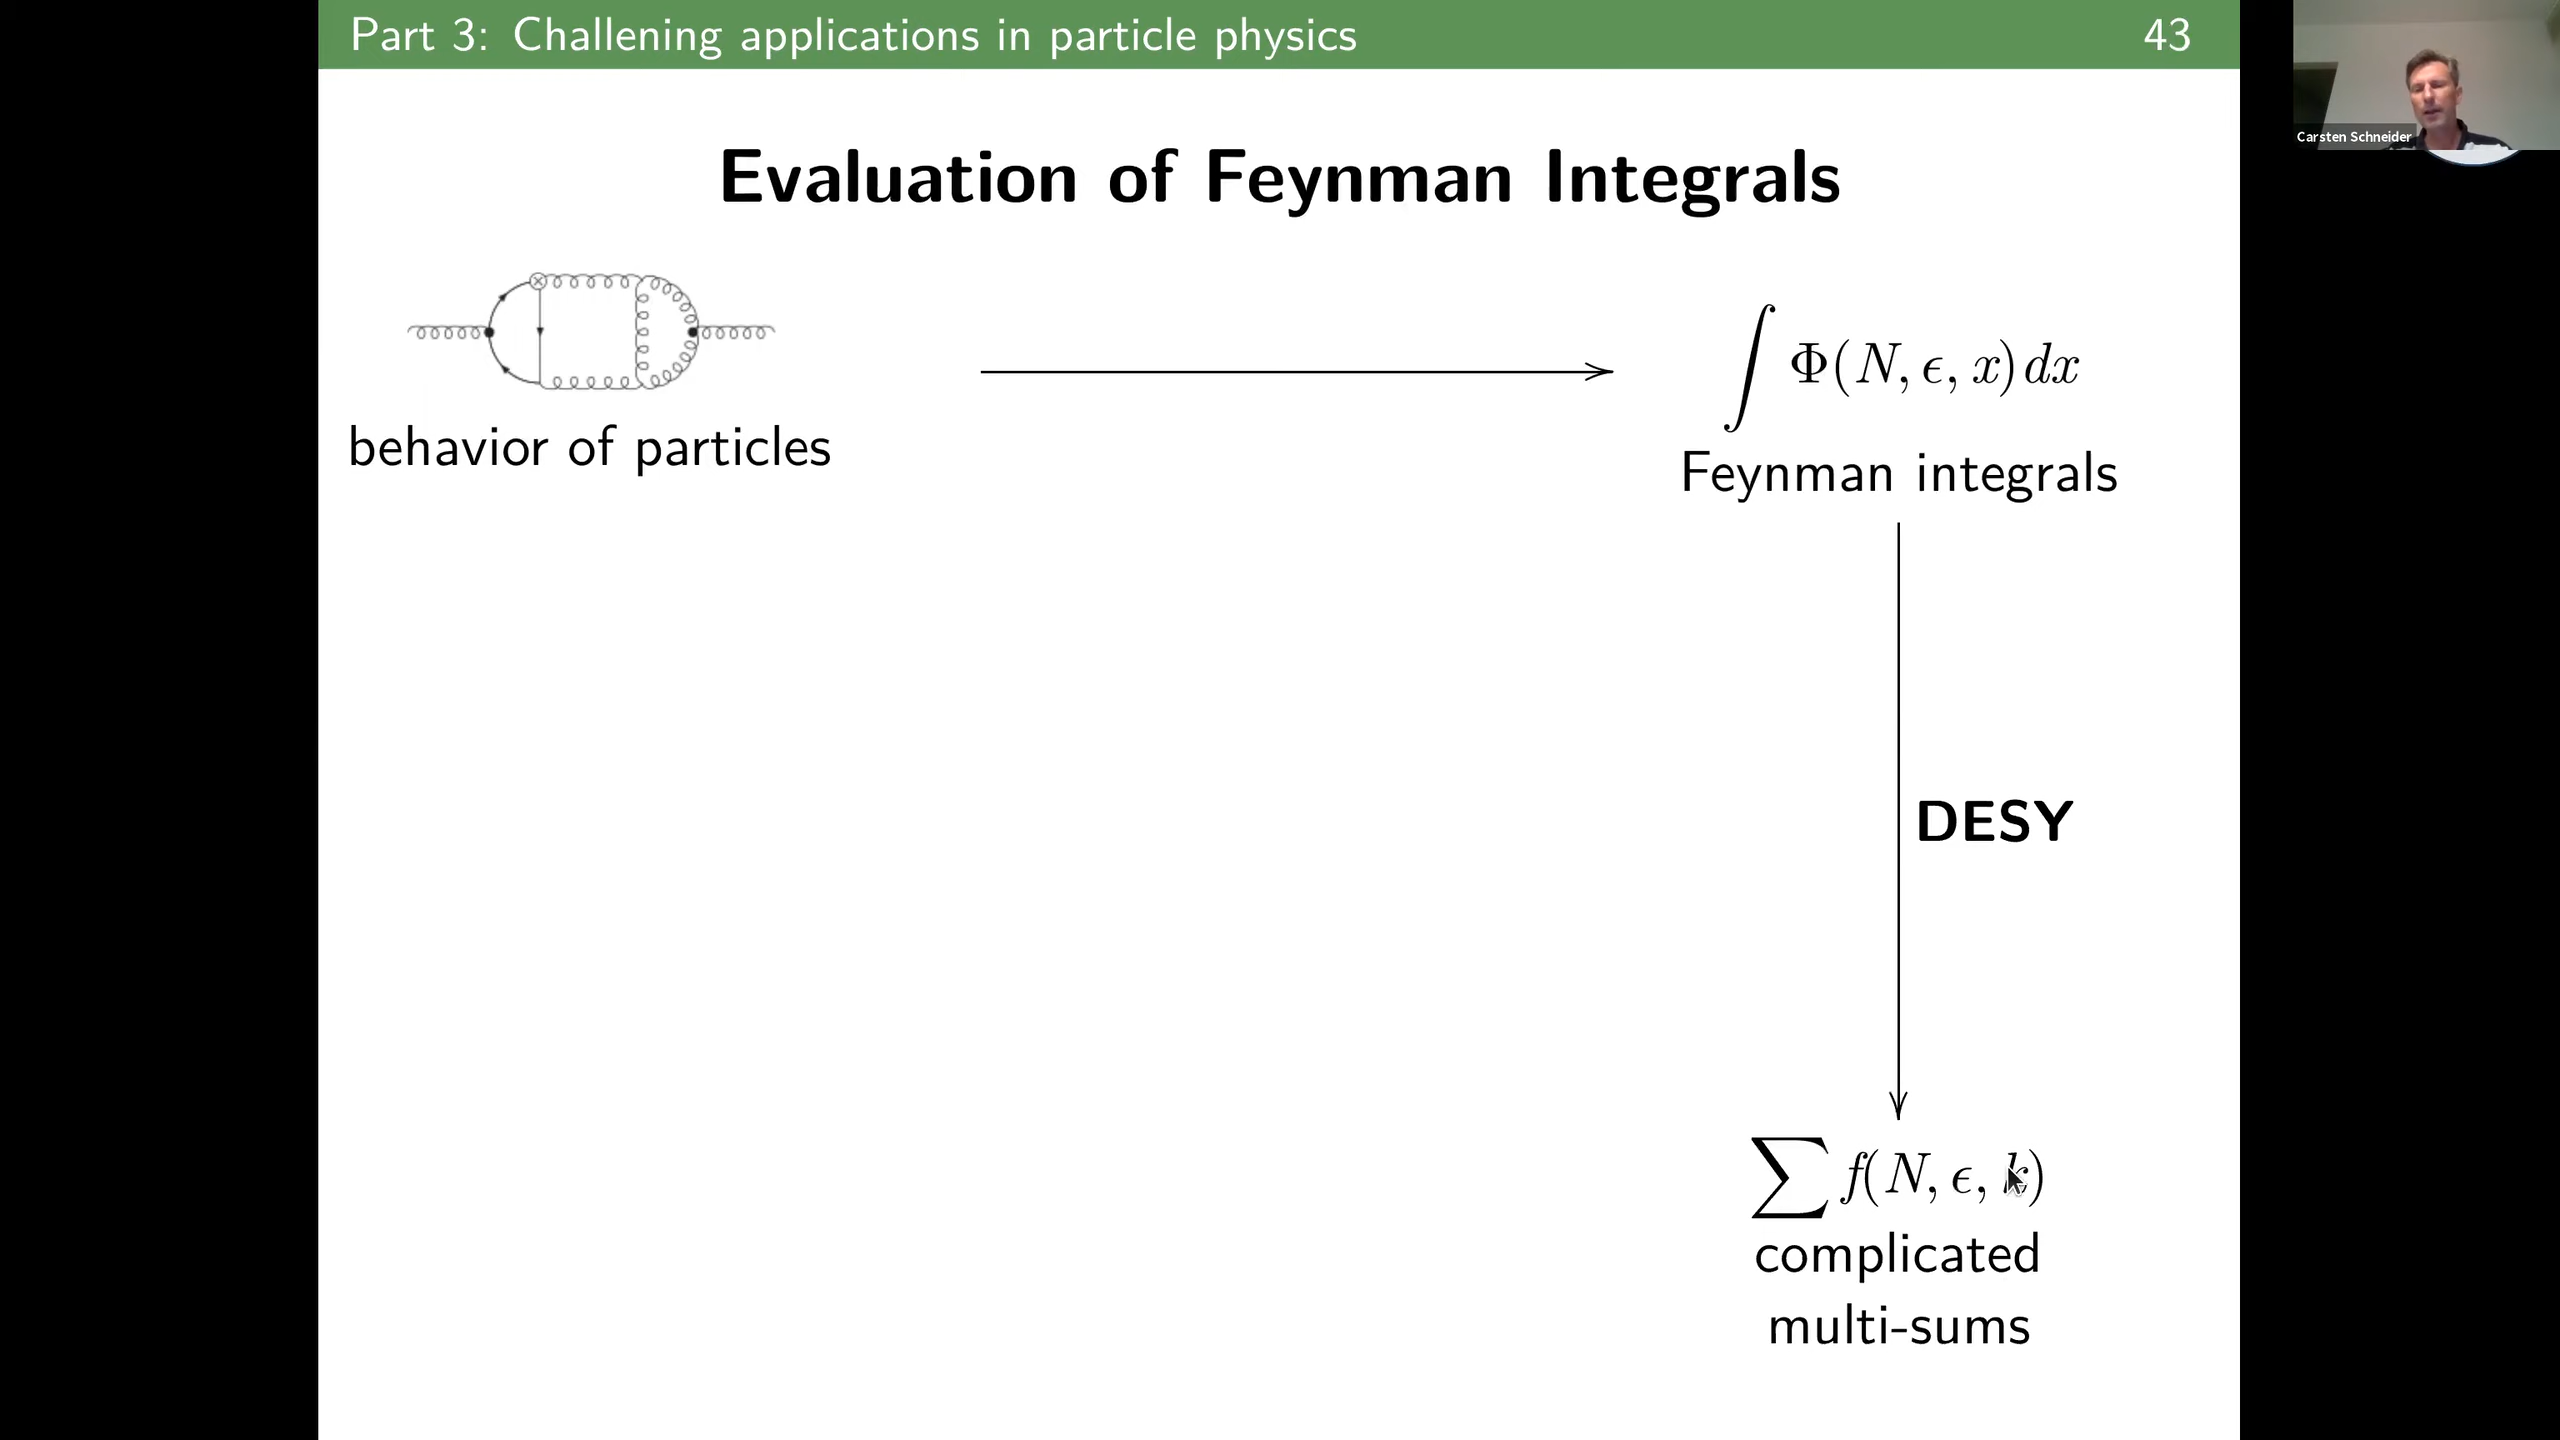 Part 3: Challening applications in particle physics 43
Carsten Schneider
Evaluation of Feynman Integrals
∫ Φ(N, ϵ, x)dx
behavior of particles
Feynman integrals
DESY
∑ f(N, ϵ, k)
complicated
multi-sums